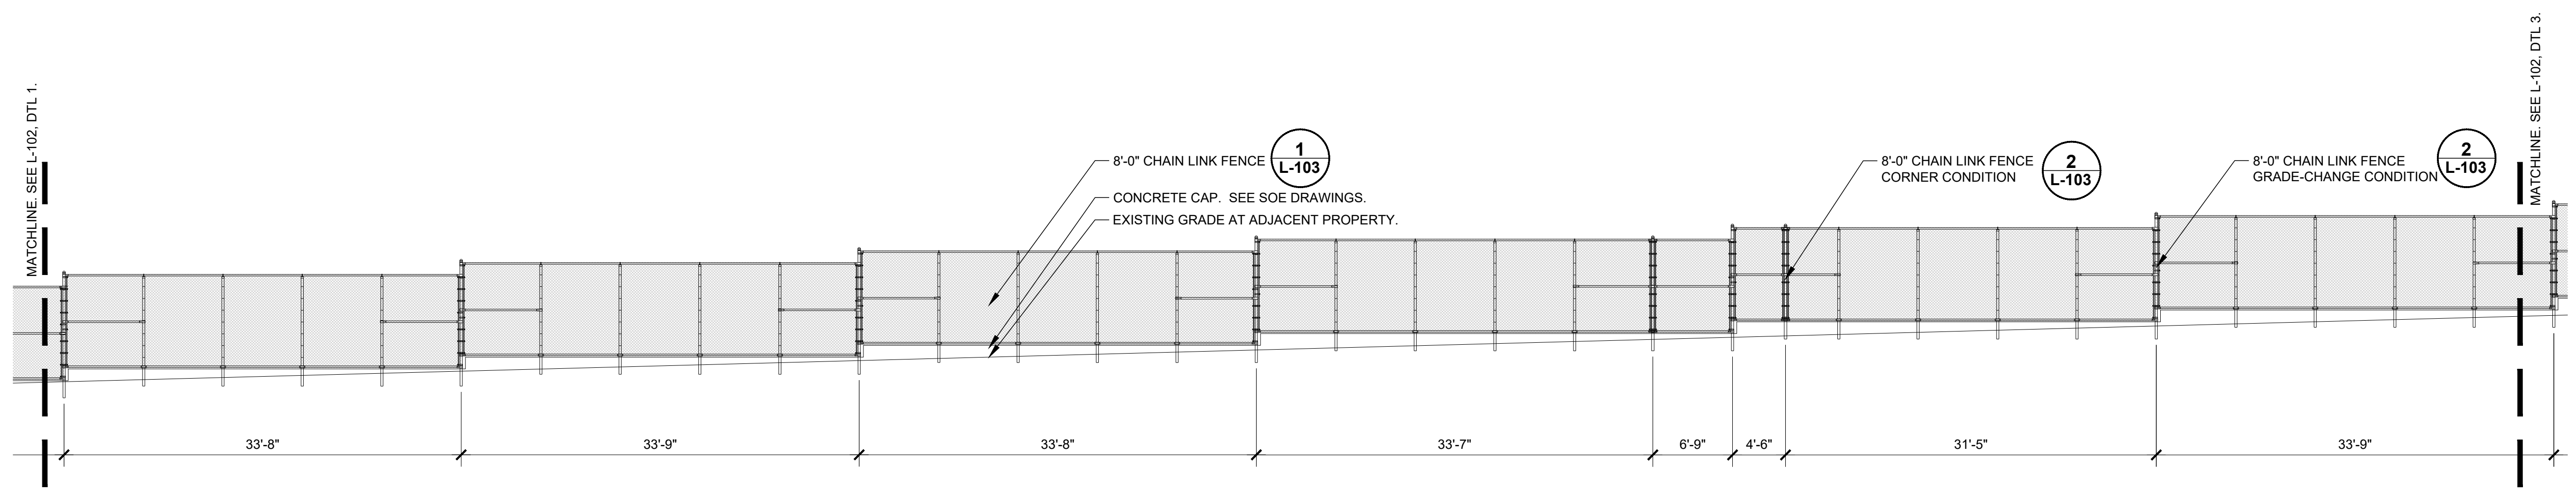 MATCHLINE. SEE L-102, DTL 1.
8'-0" CHAIN LINK FENCE
1
L-103
CONCRETE CAP.  SEE SOE DRAWINGS.
EXISTING GRADE AT ADJACENT PROPERTY.
8'-0" CHAIN LINK FENCE
CORNER CONDITION
2
L-103
8'-0" CHAIN LINK FENCE
GRADE-CHANGE CONDITION
2
L-103
MATCHLINE. SEE L-102, DTL 3.
33'-8"
33'-9"
33'-8"
33'-7"
6'-9"
4'-6"
31'-5"
33'-9"